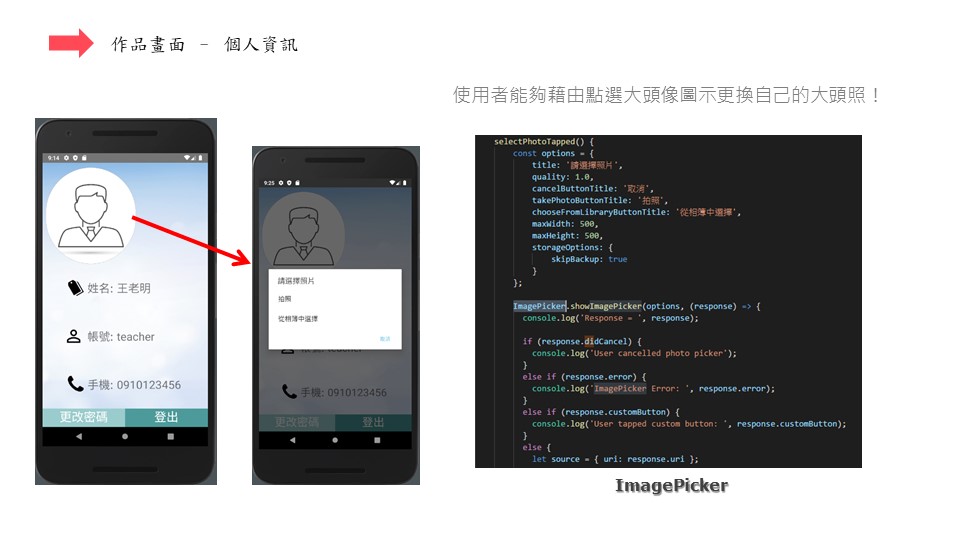 作品畫面 - 個人資訊
使用者能夠藉由點選大頭像圖示更換自己的大頭照！
9:14
姓名: 王老明
帳號: teacher
手機: 0910123456
更改密碼 登出
9:25
請選擇照片
拍照
從相簿中選擇
取消
帳號: teacher
手機: 0910123456
更改密碼 登出
selectPhotoTapped() {
const options = {
title: '請選擇照片',
quality: 1.0,
cancelButtonTitle: '取消',
takePhotoButtonTitle: '拍照',
chooseFromLibraryButtonTitle: '從相簿中選擇',
maxWidth: 500,
maxHeight: 500,
storageOptions: {
skipBackup: true
}
};
ImagePicker.showImagePicker(options, (response) => {
console.log('Response = ', response);
if (response.didCancel) {
console.log('User cancelled photo picker');
}
else if (response.error) {
console.log('ImagePicker Error: ', response.error);
}
else if (response.customButton) {
console.log('User tapped custom button: ', response.customButton);
}
else {
let source = { uri: response.uri };
ImagePicker